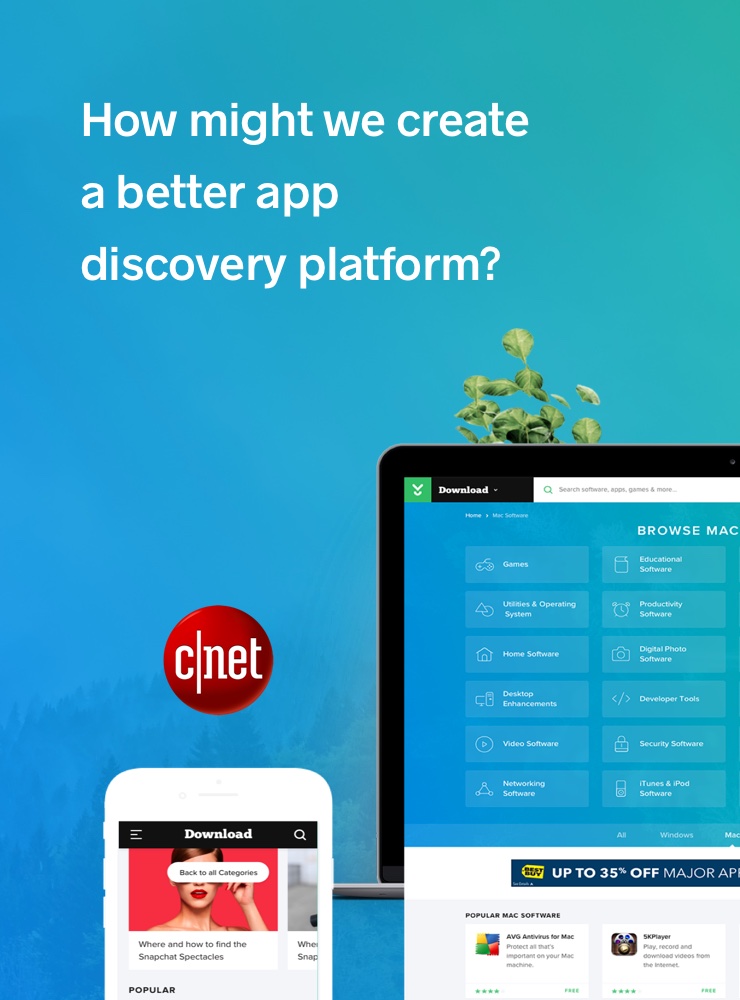 How might we create
a better app
discovery platform?
Download
Search software, apps, games & more...
Home > Mac Software
BROWSE MAC
Games
Educational
Software
Utilities & Operating
System
Productivity
Software
Home Software
Digital Photo
Software
Desktop
Enhancements
Developer Tools
Video Software
Security Software
Networking
Software
iTunes & iPod
Software
All
Windows
Mac
BEST
BUY
UP TO 35% OFF MAJOR AP
POPULAR MAC SOFTWARE
AVG Antivirus for Mac
Protect all that's
important on your Mac
machine.
FREE
5KPlayer
Play, record and
download videos from
the Internet.
FREE
c|net
Download
Back to all Categories
Where and how to find the
Snapchat Spectacles
Wher
Snap
POPULAR